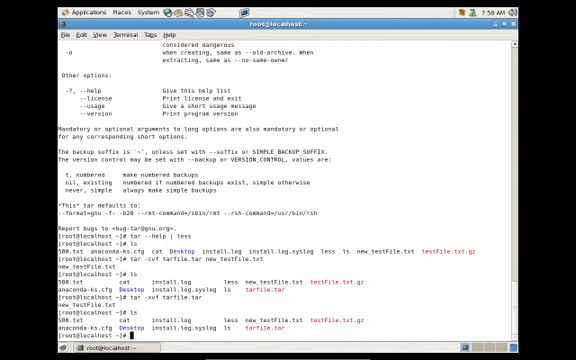 Applications Places System 7:58 AM
root@localhost:~
File Edit View Terminal Tabs Help
considered dangerous
-o when creating, same as --old-archive. When
extracting, same as --no-same-owner
Other options:
-?, --help Give this help list
--license Print license and exit
--usage Give a short usage message
--version Print program version
Mandatory or optional arguments to long options are also mandatory or optional
for any corresponding short options.
The backup suffix is `~', unless set with --suffix or SIMPLE_BACKUP_SUFFIX.
The version control may be set with --backup or VERSION_CONTROL, values are:
t, numbered make numbered backups
nil, existing numbered if numbered backups exist, simple otherwise
never, simple always make simple backups
*This* tar defaults to:
--format=gnu -f- -b20 --rmt-command=/sbin/rmt --rsh-command=/usr/bin/rsh
Report bugs to <bug-tar@gnu.org>.
[root@localhost ~]# tar --help | less
[root@localhost ~]# ls
500.txt anaconda-ks.cfg cat Desktop install.log install.log.syslog less ls new_testFile.txt testFile.txt.gz
[root@localhost ~]# tar -cvf tarfile.tar new_testFile.txt
new_testFile.txt
[root@localhost ~]# ls
500.txt cat install.log less new_testFile.txt testFile.txt.gz
anaconda-ks.cfg Desktop install.log.syslog ls tarfile.tar
[root@localhost ~]# tar -xvf tarfile.tar
new_testFile.txt
[root@localhost ~]# ls
500.txt cat install.log less new_testFile.txt testFile.txt.gz
anaconda-ks.cfg Desktop install.log.syslog ls tarfile.tar
[root@localhost ~]#
root@localhost:~